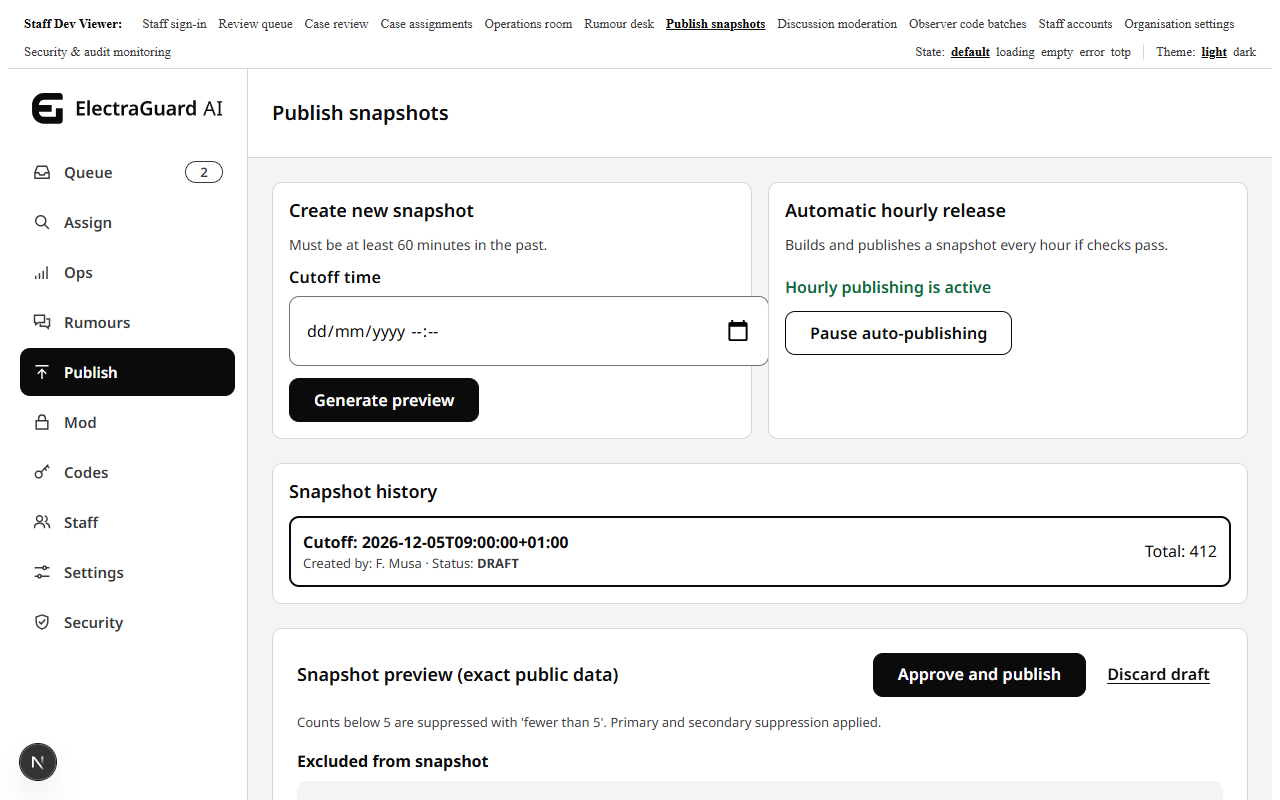 Staff Dev Viewer: Staff sign-in Review queue Case review Case assignments Operations room Rumour desk Publish snapshots Discussion moderation Observer code batches Staff accounts Organisation settings
Security & audit monitoring State: default loading empty error totp Theme: light dark
ElectraGuard AI
Queue 2
Assign
Ops
Rumours
Publish
Mod
Codes
Staff
Settings
Security
N
Publish snapshots
Create new snapshot
Must be at least 60 minutes in the past.
Cutoff time
dd/mm/yyyy --:--
Generate preview
Automatic hourly release
Builds and publishes a snapshot every hour if checks pass.
Hourly publishing is active
Pause auto-publishing
Snapshot history
Cutoff: 2026-12-05T09:00:00+01:00
Created by: F. Musa · Status: DRAFT
Total: 412
Snapshot preview (exact public data)
Approve and publish
Discard draft
Counts below 5 are suppressed with 'fewer than 5'. Primary and secondary suppression applied.
Excluded from snapshot